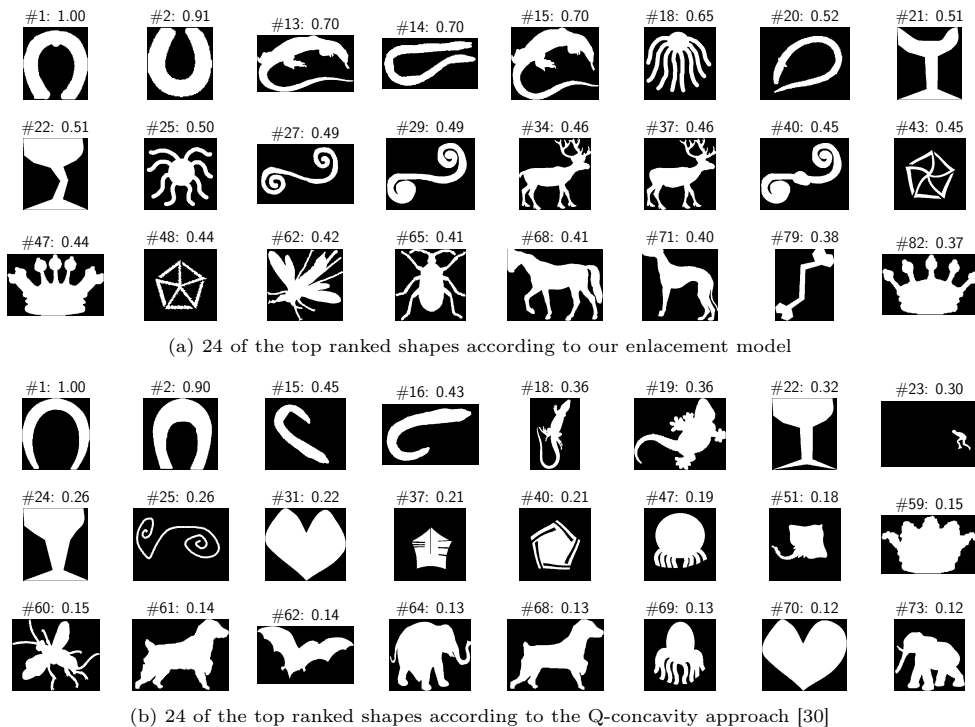 #1: 1.00 #2: 0.91 #13: 0.70 #14: 0.70 #15: 0.70 #18: 0.65 #20: 0.52 #21: 0.51
#22: 0.51 #25: 0.50 #27: 0.49 #29: 0.49 #34: 0.46 #37: 0.46 #40: 0.45 #43: 0.45
#47: 0.44 #48: 0.44 #62: 0.42 #65: 0.41 #68: 0.41 #71: 0.40 #79: 0.38 #82: 0.37
(a) 24 of the top ranked shapes according to our enlacement model
#1: 1.00 #2: 0.90 #15: 0.45 #16: 0.43 #18: 0.36 #19: 0.36 #22: 0.32 #23: 0.30
#24: 0.26 #25: 0.26 #31: 0.22 #37: 0.21 #40: 0.21 #47: 0.19 #51: 0.18 #59: 0.15
#60: 0.15 #61: 0.14 #62: 0.14 #64: 0.13 #68: 0.13 #69: 0.13 #70: 0.12 #73: 0.12
(b) 24 of the top ranked shapes according to the Q-concavity approach [30]